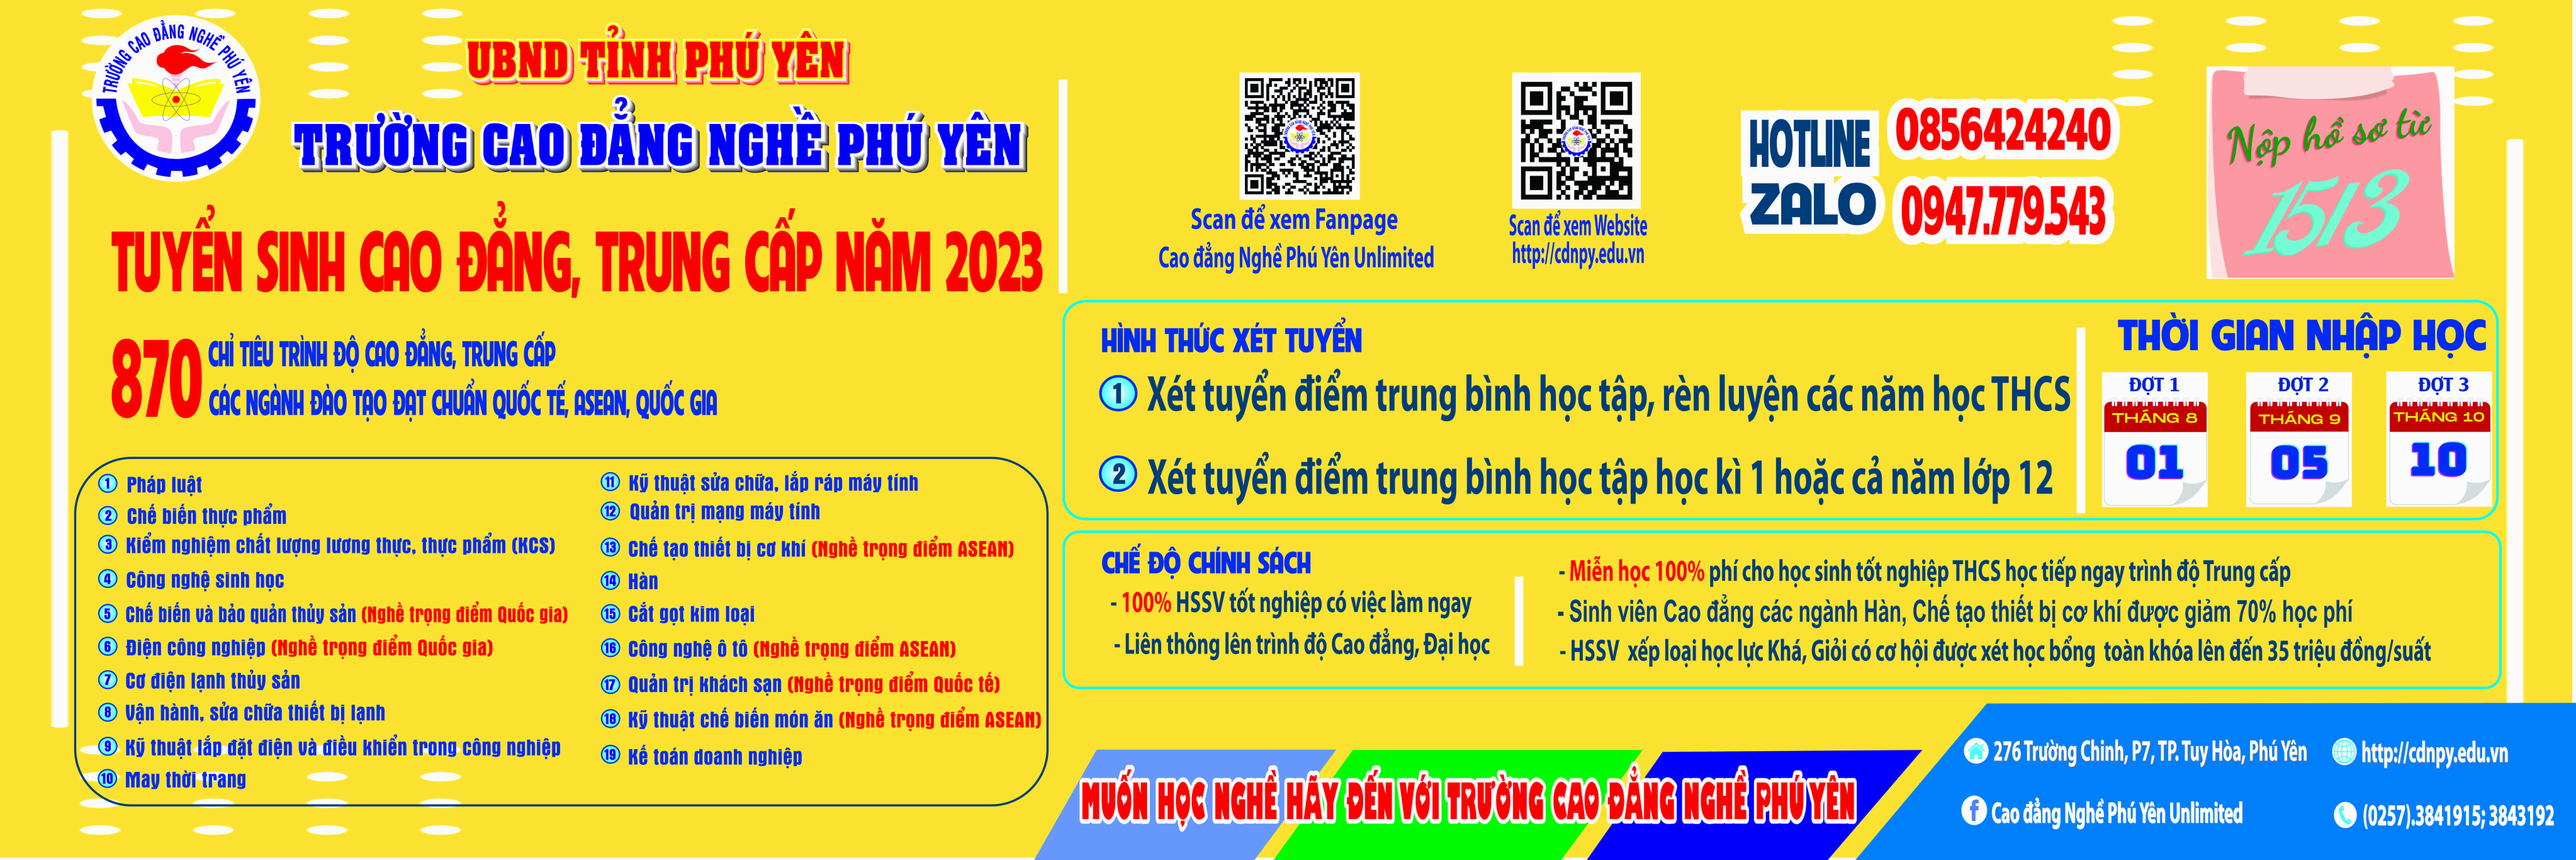 TRƯỜNG CAO ĐẲNG NGHỀ PHÚ YÊN
UBND TỈNH PHÚ YÊN
TRƯỜNG CAO ĐẲNG NGHỀ PHÚ YÊN
TUYỂN SINH CAO ĐẲNG, TRUNG CẤP NĂM 2023
870 CHỈ TIÊU TRÌNH ĐỘ CAO ĐẲNG, TRUNG CẤP
CÁC NGÀNH ĐÀO TẠO ĐẠT CHUẨN QUỐC TẾ, ASEAN, QUỐC GIA
1 Pháp luật
2 Chế biến thực phẩm
3 Kiểm nghiệm chất lượng lương thực, thực phẩm (KCS)
4 Công nghệ sinh học
5 Chế biến và bảo quản thủy sản (Nghề trọng điểm Quốc gia)
6 Điện công nghiệp (Nghề trọng điểm Quốc gia)
7 Cơ điện lạnh thủy sản
8 Vận hành, sửa chữa thiết bị lạnh
9 Kỹ thuật lắp đặt điện và điều khiển trong công nghiệp
10 May thời trang
11 Kỹ thuật sửa chữa, lắp ráp máy tính
12 Quản trị mạng máy tính
13 Chế tạo thiết bị cơ khí (Nghề trọng điểm ASEAN)
14 Hàn
15 Cắt gọt kim loại
16 Công nghệ ô tô (Nghề trọng điểm ASEAN)
17 Quản trị khách sạn (Nghề trọng điểm Quốc tế)
18 Kỹ thuật chế biến món ăn (Nghề trọng điểm ASEAN)
19 Kế toán doanh nghiệp
Scan để xem Fanpage
Cao đẳng Nghề Phú Yên Unlimited
Scan để xem Website
http://cdnpy.edu.vn
HOTLINE 0856424240
ZALO 0947.779.543
Nộp hồ sơ từ
15/3
HÌNH THỨC XÉT TUYỂN
1 Xét tuyển điểm trung bình học tập, rèn luyện các năm học THCS
2 Xét tuyển điểm trung bình học tập học kì 1 hoặc cả năm lớp 12
THỜI GIAN NHẬP HỌC
ĐỢT 1
THÁNG 8
01
ĐỢT 2
THÁNG 9
05
ĐỢT 3
THÁNG 10
10
CHẾ ĐỘ CHÍNH SÁCH
- 100% HSSV tốt nghiệp có việc làm ngay
- Liên thông lên trình độ Cao đẳng, Đại học
- Miễn học 100% phí cho học sinh tốt nghiệp THCS học tiếp ngay trình độ Trung cấp
- Sinh viên Cao đẳng các ngành Hàn, Chế tạo thiết bị cơ khí được giảm 70% học phí
- HSSV xếp loại học lực Khá, Giỏi có cơ hội được xét học bổng toàn khóa lên đến 35 triệu đồng/suất
MUỐN HỌC NGHỀ HÃY ĐẾN VỚI TRƯỜNG CAO ĐẲNG NGHỀ PHÚ YÊN
276 Trường Chinh, P7, TP. Tuy Hòa, Phú Yên
http://cdnpy.edu.vn
Cao đẳng Nghề Phú Yên Unlimited
(0257).3841915; 3843192